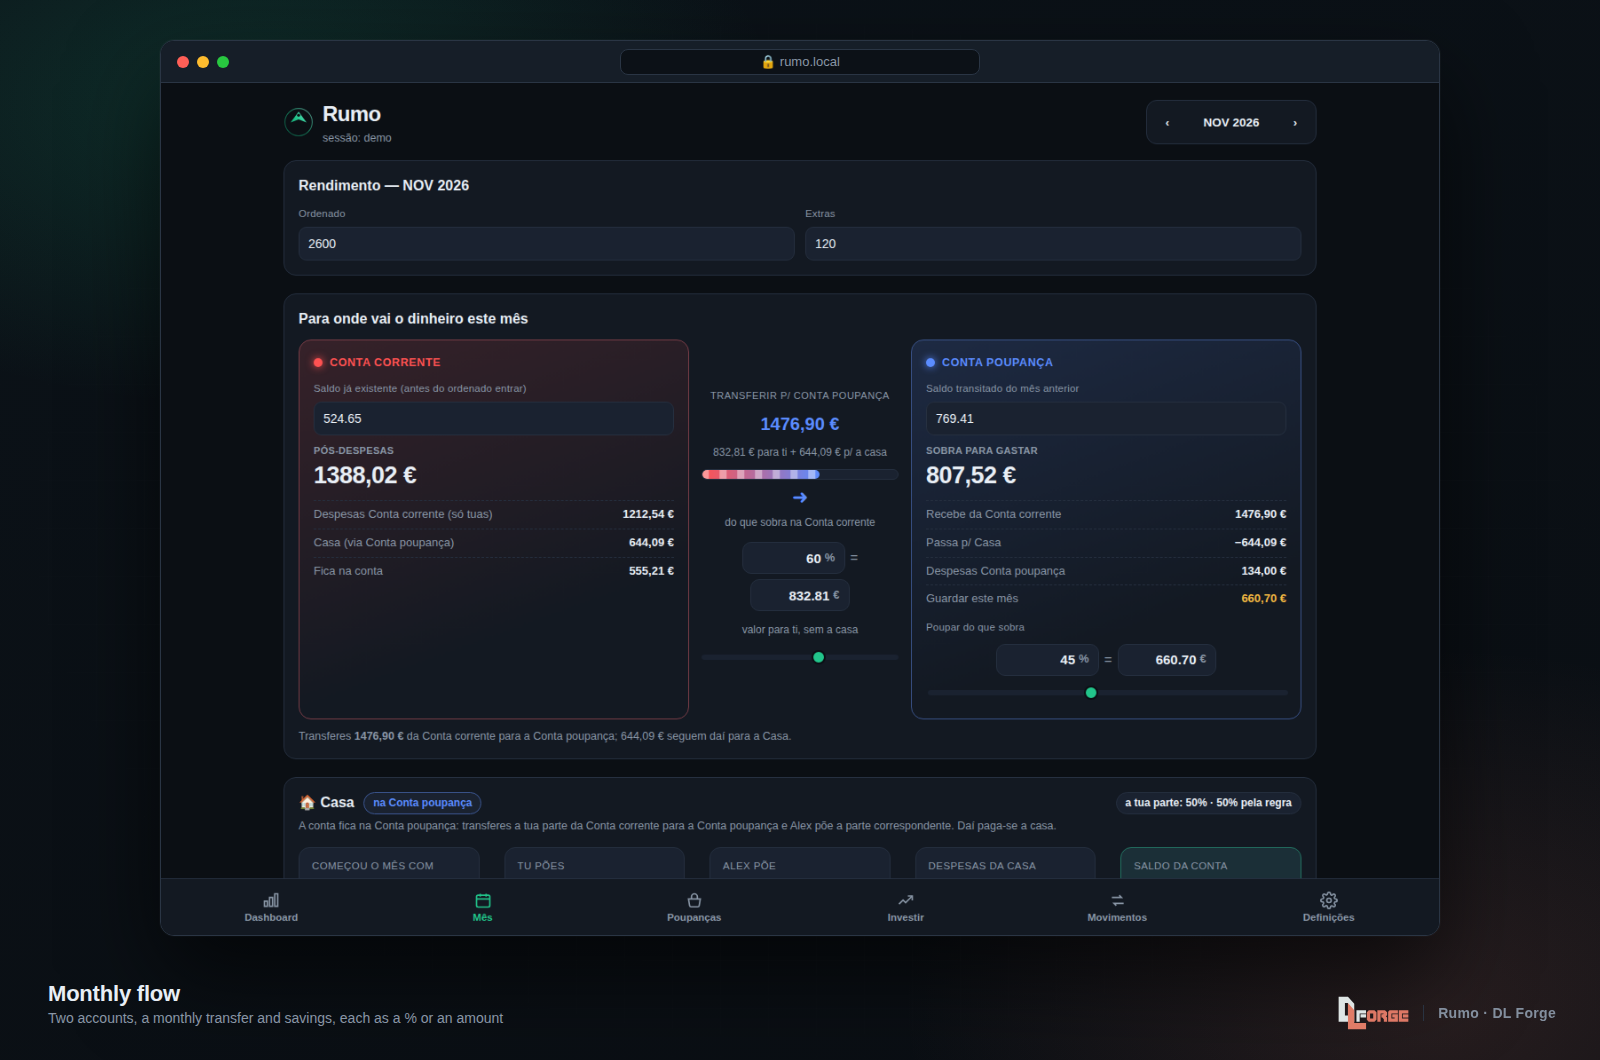 rumo.local
Rumo
sessão: demo
‹ NOV 2026 ›
Rendimento — NOV 2026
Ordenado
2600
Extras
120
Para onde vai o dinheiro este mês
CONTA CORRENTE
Saldo já existente (antes do ordenado entrar)
524.65
PÓS-DESPESAS
1388,02 €
Despesas Conta corrente (só tuas) 1212,54 €
Casa (via Conta poupança) 644,09 €
Fica na conta 555,21 €
TRANSFERIR P/ CONTA POUPANÇA
1476,90 €
832,81 € para ti + 644,09 € p/ a casa
➜
do que sobra na Conta corrente
60 % =
832.81 €
valor para ti, sem a casa
CONTA POUPANÇA
Saldo transitado do mês anterior
769.41
SOBRA PARA GASTAR
807,52 €
Recebe da Conta corrente 1476,90 €
Passa p/ Casa −644,09 €
Despesas Conta poupança 134,00 €
Guardar este mês 660,70 €
Poupar do que sobra
45 % = 660.70 €
Transferes 1476,90 € da Conta corrente para a Conta poupança; 644,09 € seguem daí para a Casa.
🏠 Casa na Conta poupança
a tua parte: 50% · 50% pela regra
A conta fica na Conta poupança: transferes a tua parte da Conta corrente para a Conta poupança e Alex põe a parte correspondente. Daí paga-se a casa.
COMEÇOU O MÊS COM
TU PÕES
ALEX PÕE
DESPESAS DA CASA
SALDO DA CONTA
Dashboard
Mês
Poupanças
Investir
Movimentos
Definições
Monthly flow
Two accounts, a monthly transfer and savings, each as a % or an amount
DL FORGE
Rumo · DL Forge